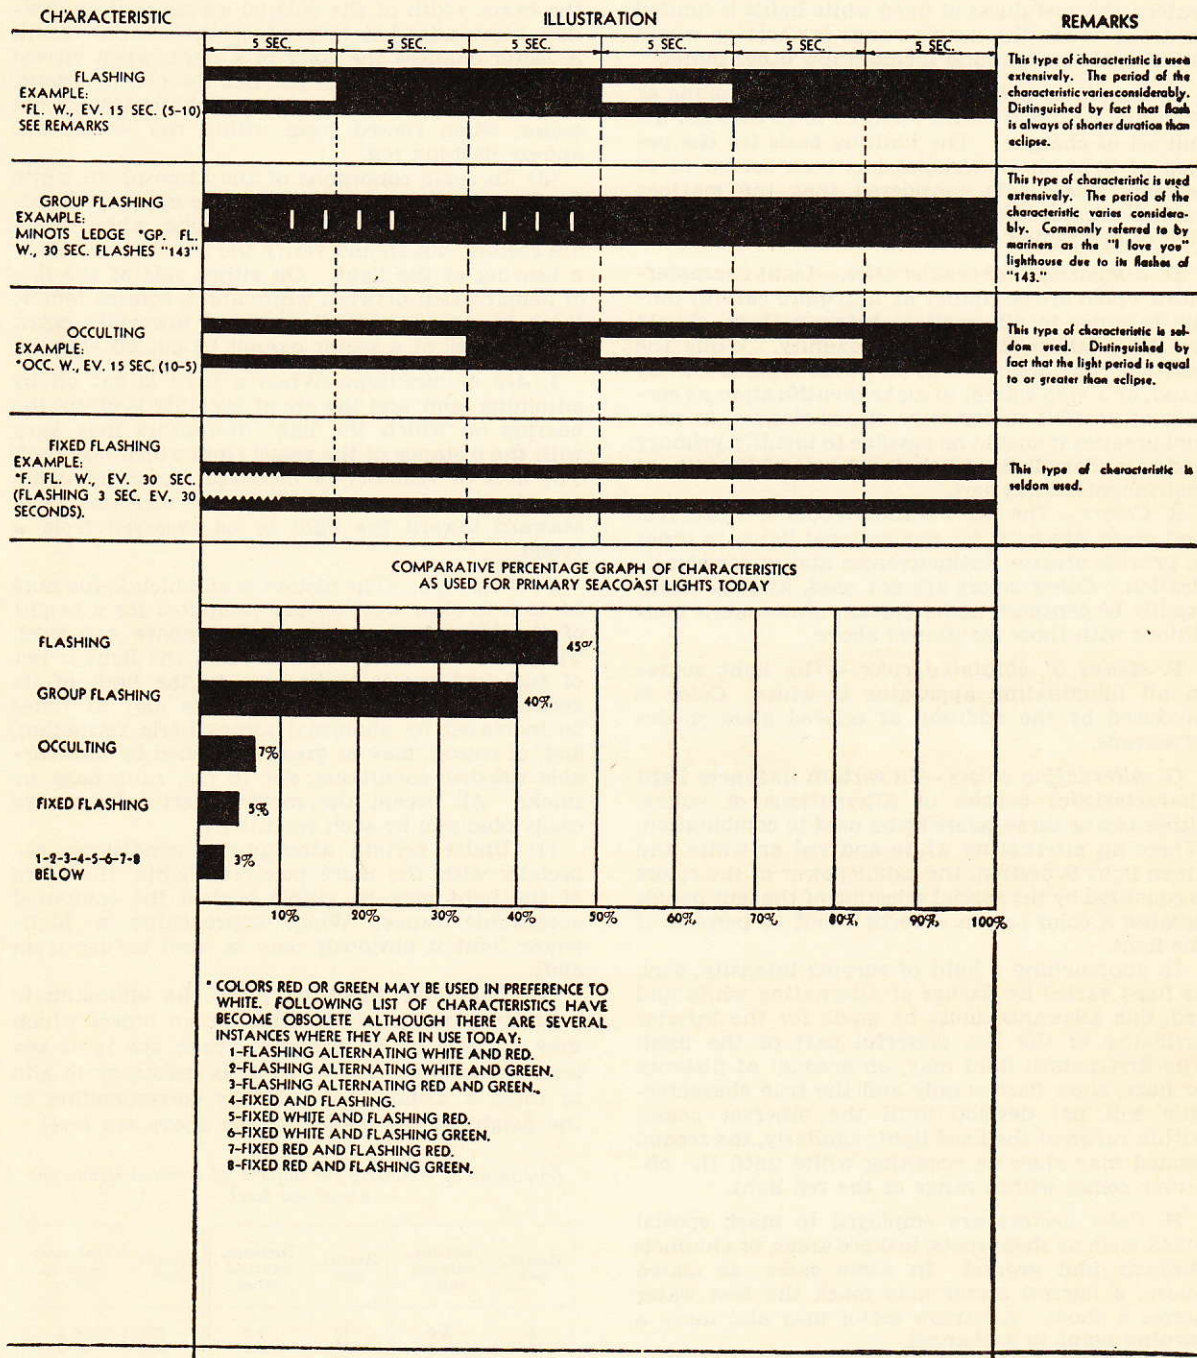 CHARACTERISTIC
ILLUSTRATION
REMARKS
5 SEC.
5 SEC.
5 SEC.
5 SEC.
5 SEC.
5 SEC.
FLASHING
EXAMPLE:
*FL. W., EV. 15 SEC. (5-10)
SEE REMARKS
This type of characteristic is used
extensively. The period of the
characteristic varies considerably.
Distinguished by fact that flash
is always of shorter duration than
eclipse.
GROUP FLASHING
EXAMPLE:
MINOTS LEDGE *GP. FL.
W., 30 SEC. FLASHES "143"
This type of characteristic is used
extensively. The period of the
characteristic varies considera-
bly. Commonly referred to by
mariners as the "I love you"
lighthouse due to its flashes of
"143."
OCCULTING
EXAMPLE:
*OCC. W., EV. 15 SEC. (10-5)
This type of characteristic is sel-
dom used. Distinguished by
fact that the light period is equal
to or greater than eclipse.
FIXED FLASHING
EXAMPLE:
*F. FL. W., EV. 30 SEC.
(FLASHING 3 SEC. EV. 30
SECONDS).
This type of characteristic is
seldom used.
COMPARATIVE PERCENTAGE GRAPH OF CHARACTERISTICS
AS USED FOR PRIMARY SEACOAST LIGHTS TODAY
FLASHING
45%
GROUP FLASHING
40%
OCCULTING
7%
FIXED FLASHING
5%
1-2-3-4-5-6-7-8
BELOW
3%
10% 20% 30% 40% 50% 60% 70% 80% 90% 100%
* COLORS RED OR GREEN MAY BE USED IN PREFERENCE TO
WHITE. FOLLOWING LIST OF CHARACTERISTICS HAVE
BECOME OBSOLETE ALTHOUGH THERE ARE SEVERAL
INSTANCES WHERE THEY ARE IN USE TODAY:
1-FLASHING ALTERNATING WHITE AND RED.
2-FLASHING ALTERNATING WHITE AND GREEN.
3-FLASHING ALTERNATING RED AND GREEN.
4-FIXED AND FLASHING.
5-FIXED WHITE AND FLASHING RED.
6-FIXED WHITE AND FLASHING GREEN.
7-FIXED RED AND FLASHING RED.
8-FIXED RED AND FLASHING GREEN.